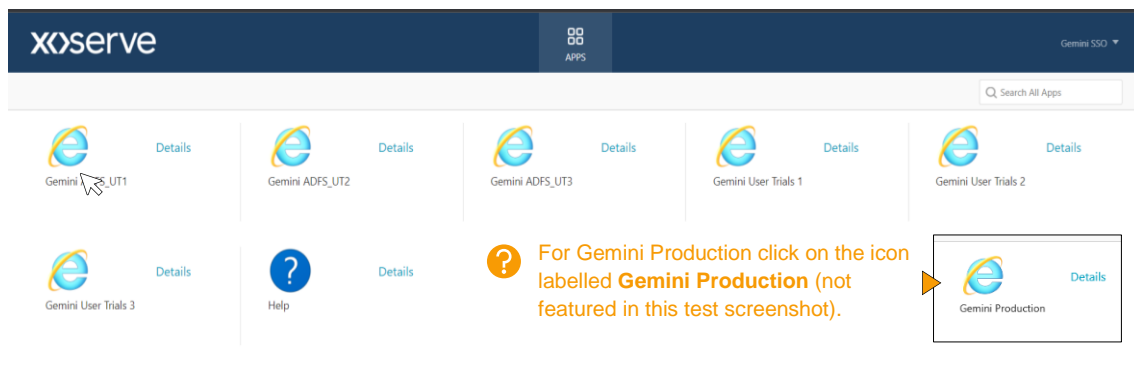 xoserve
APPS
Gemini SSO
Search All Apps
Details
Gemini ADFS_UT1
Details
Gemini ADFS_UT2
Details
Gemini ADFS_UT3
Details
Gemini User Trials 1
Details
Gemini User Trials 2
Details
Gemini User Trials 3
?
Details
Help
?
For Gemini Production click on the icon
labelled Gemini Production (not
featured in this test screenshot).
Details
Gemini Production